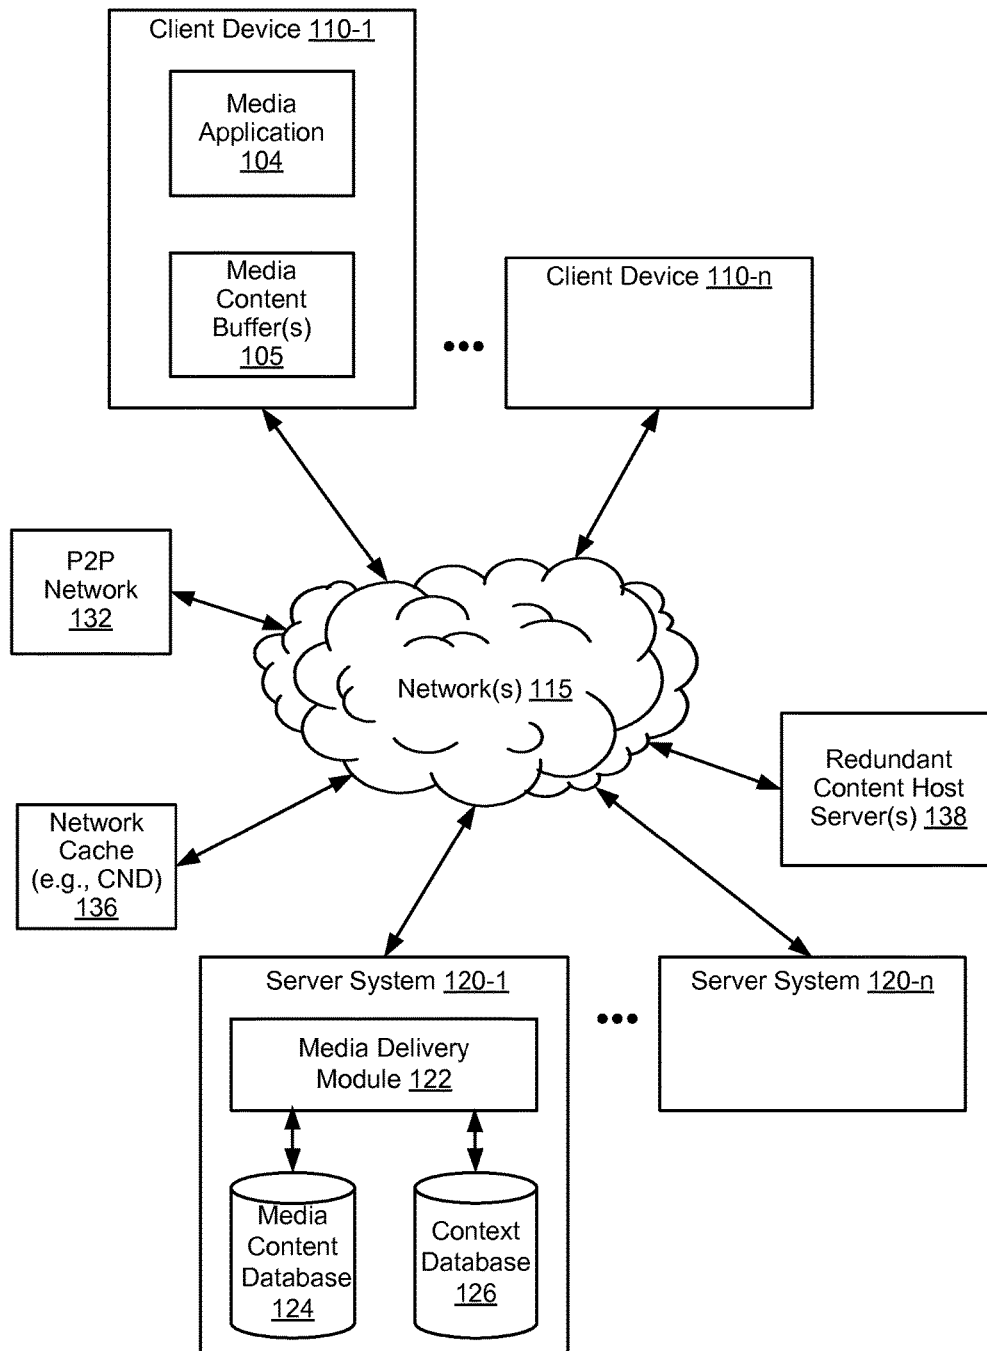 Client Device 110-1
Media
Application
104
Media
Content
Buffer(s)
105
Client Device 110-n
P2P
Network
132
Network(s) 115
Redundant
Content Host
Server(s) 138
Network
Cache
(e.g., CND)
136
Server System 120-1
Media Delivery
Module 122
Media
Content
Database
124
Context
Database
126
Server System 120-n